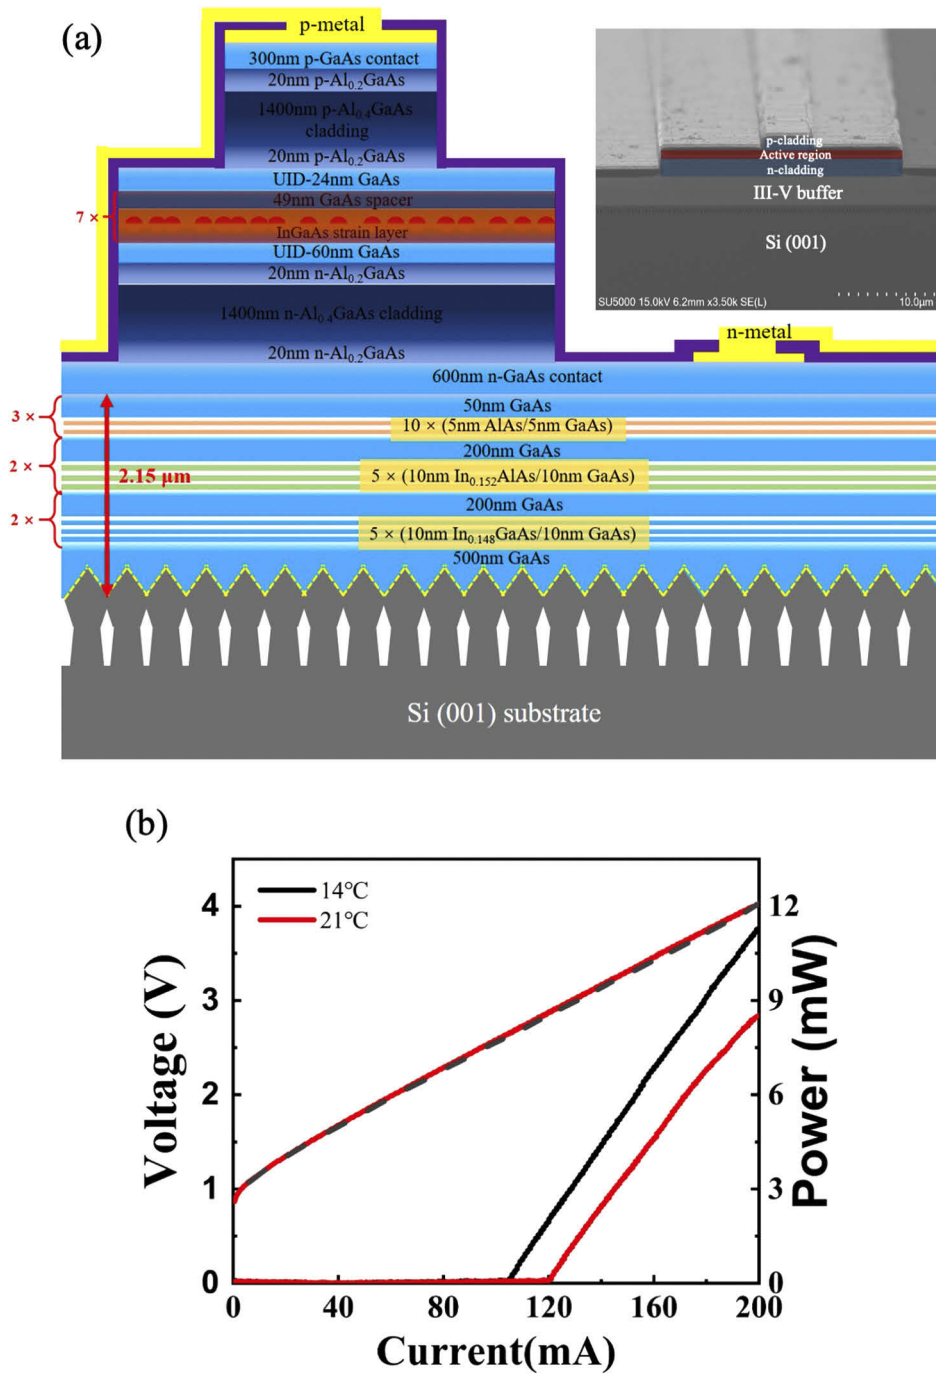 (a)
p-metal
300nm p-GaAs contact
20nm p-Al0.2GaAs
1400nm p-Al0.4GaAs
cladding
20nm p-Al0.2GaAs
UID-24nm GaAs
49nm GaAs spacer
7 ×
InGaAs strain layer
UID-60nm GaAs
20nm n-Al0.2GaAs
1400nm n-Al0.4GaAs cladding
20nm n-Al0.2GaAs
p-cladding
Active region
n-cladding
III-V buffer
Si (001)
SU5000 15.0kV 6.2mm x3.50k SE(L)
10.0µm
n-metal
600nm n-GaAs contact
50nm GaAs
3 ×
10 × (5nm AlAs/5nm GaAs)
200nm GaAs
2 ×
5 × (10nm In0.152AlAs/10nm GaAs)
2.15 µm
200nm GaAs
2 ×
5 × (10nm In0.148GaAs/10nm GaAs)
500nm GaAs
Si (001) substrate
(b)
14°C
21°C
Voltage (V)
4
3
2
1
0
Power (mW)
12
9
6
3
0
0 40 80 120 160 200
Current(mA)